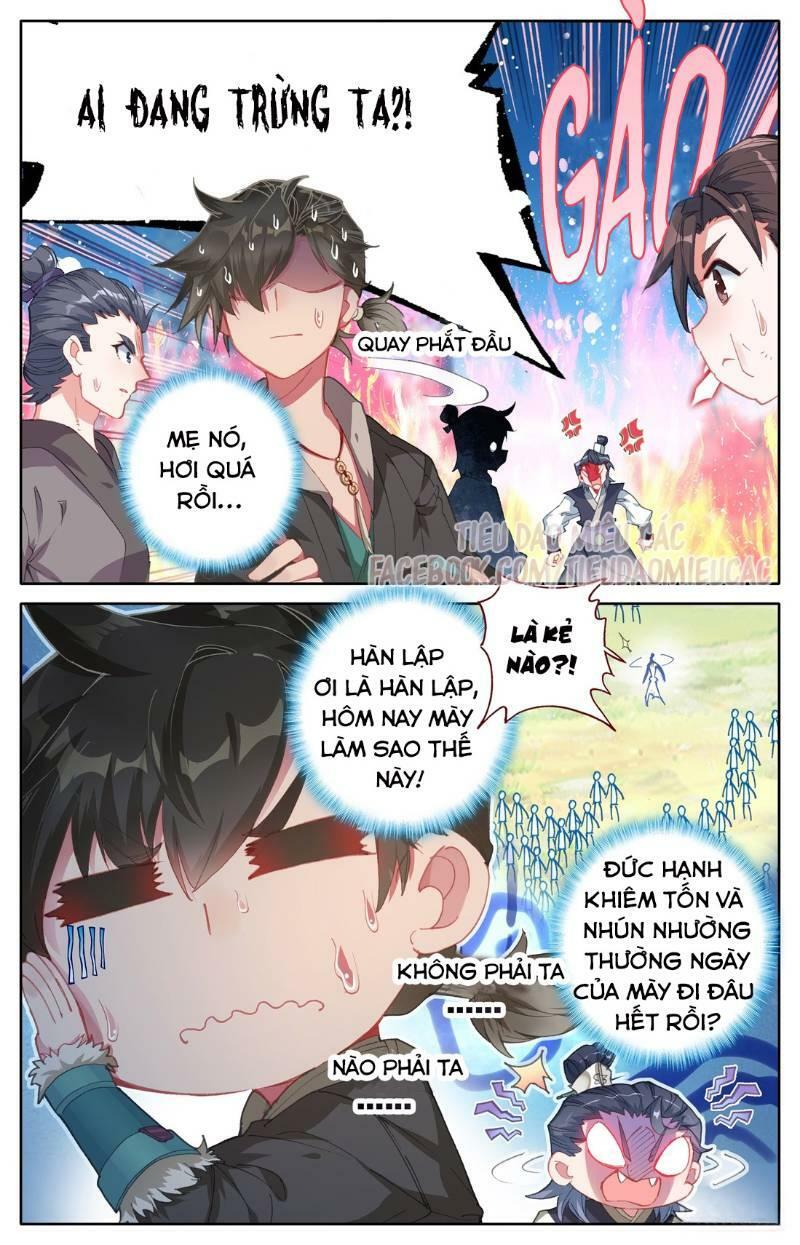 AI ĐANG TRỪNG TA?!
GÀO
QUAY PHẮT ĐẦU
MẸ NÓ,
HƠI QUÁ
RỒI...
TIÊU DAO MIÊU CÁC
FACEBOOK.COM/TIEUDAOMIEUCAC
LÀ KẺ
NÀO?!
HÀN LẬP
ƠI LÀ HÀN LẬP,
HÔM NAY MÀY
LÀM SAO THẾ
NÀY!
ĐỨC HẠNH
KHIÊM TỐN VÀ
NHÚN NHƯỜNG
THƯỜNG NGÀY
CỦA MÀY ĐI ĐÂU
HẾT RỒI?
KHÔNG PHẢI TA
......
NÀO PHẢI TA
......